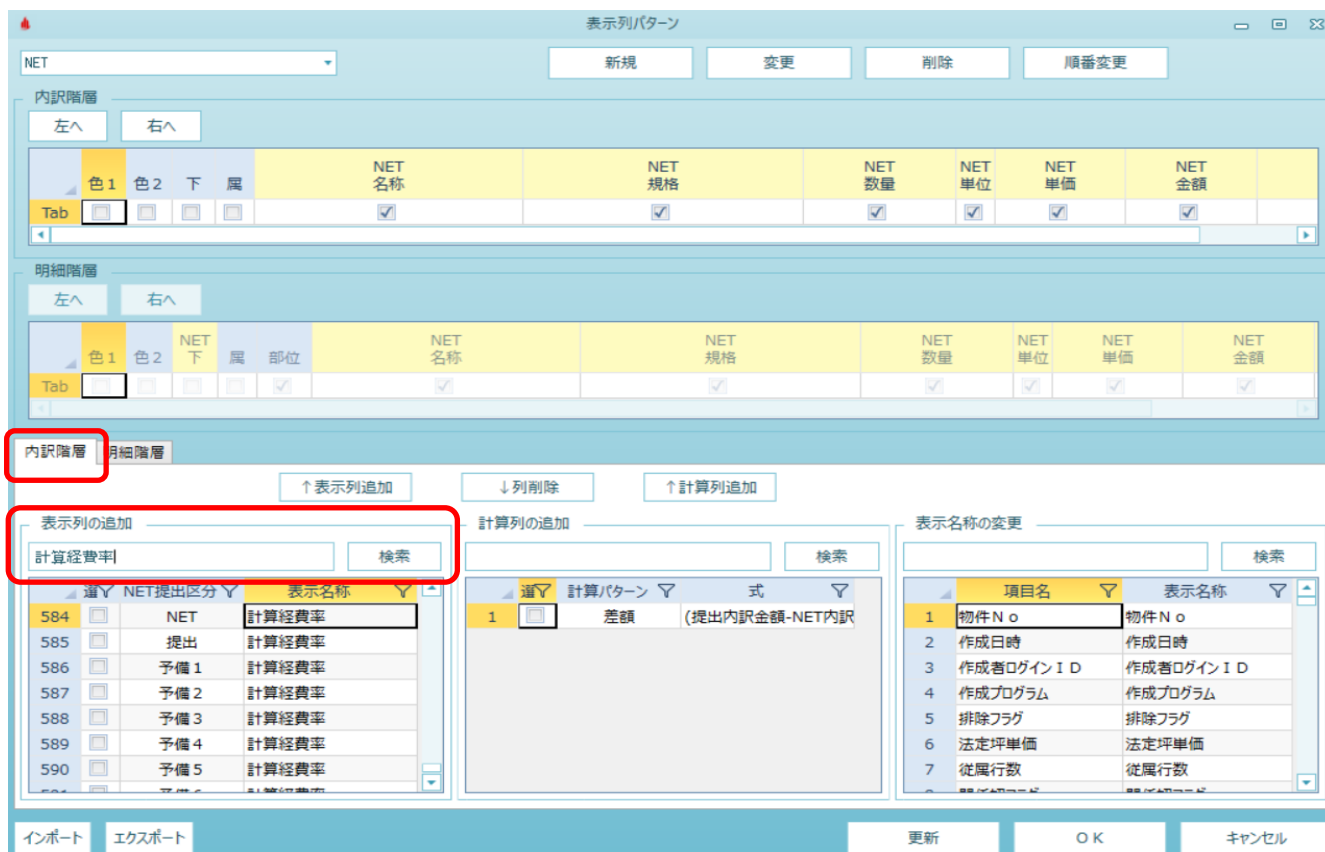 表示列パターン
NET 新規 変更 削除 順番変更
内訳階層
左へ 右へ
NET NET NET NET NET NET
色1 色2 下 属 名称 規格 数量 単位 単価 金額
Tab
明細階層
左へ 右へ
NET NET NET NET NET NET NET
色1 色2 下 属 部位 名称 規格 数量 単位 単価 金額
Tab
内訳階層 明細階層
↑表示列追加 ↓列削除 ↑計算列追加
表示列の追加 計算列の追加 表示名称の変更
計算経費率 検索 検索 検索
選 NET提出区分 表示名称 選 計算パターン 式 項目名 表示名称
584 NET 計算経費率 1 差額 (提出内訳金額-NET内訳 1 物件No 物件No
585 提出 計算経費率 2 作成日時 作成日時
586 予備1 計算経費率 3 作成者ログインID 作成者ログインID
587 予備2 計算経費率 4 作成プログラム 作成プログラム
588 予備3 計算経費率 5 排除フラグ 排除フラグ
589 予備4 計算経費率 6 法定坪単価 法定坪単価
590 予備5 計算経費率 7 従属行数 従属行数
インポート エクスポート 更新 OK キャンセル